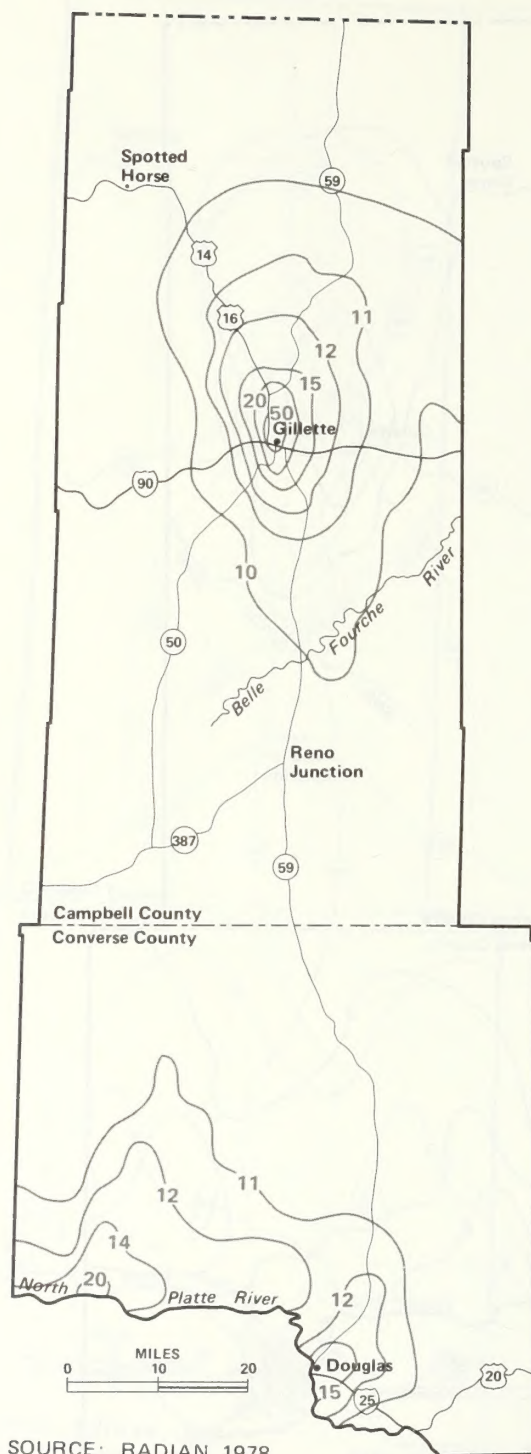 Spotted
Horse
59
14
16
11
12
15
20
50
Gillette
90
10
50
Belle Fourche River
Reno
Junction
387
59
Campbell County
Converse County
11
12
14
20
North Platte River
12
Douglas
15
25
20
MILES
0 10 20
SOURCE: RADIAN 1978